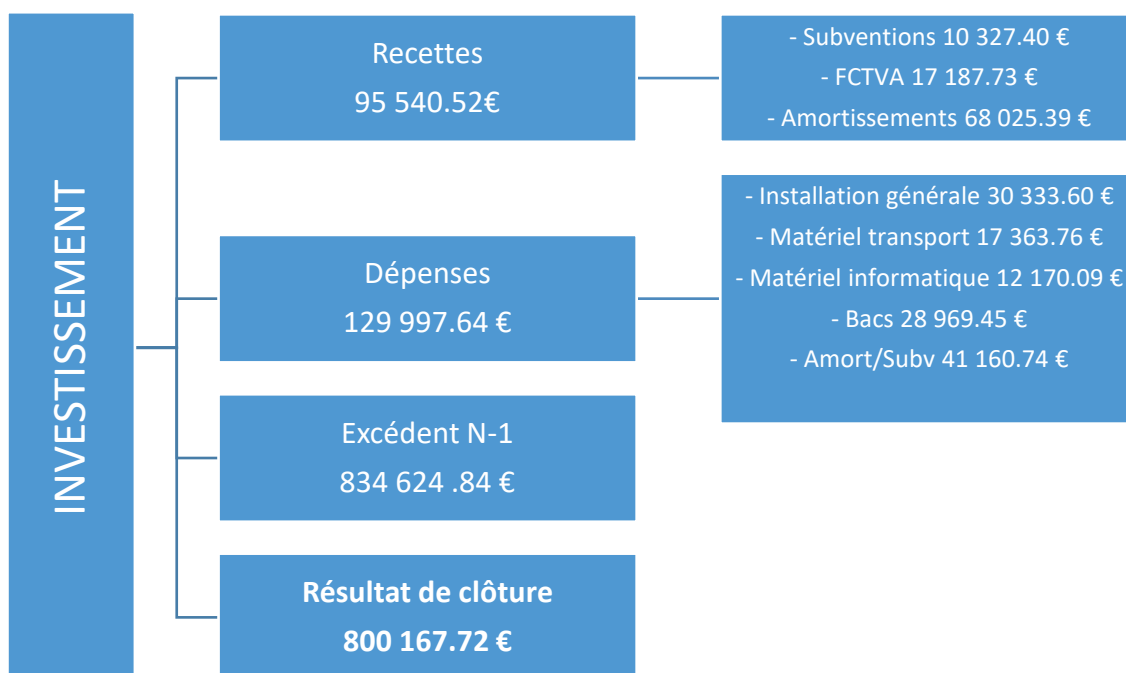 INVESTISSEMENT
Recettes
95 540.52€
- Subventions 10 327.40 €
- FCTVA 17 187.73 €
- Amortissements 68 025.39 €
Dépenses
129 997.64 €
- Installation générale 30 333.60 €
- Matériel transport 17 363.76 €
- Matériel informatique 12 170.09 €
- Bacs 28 969.45 €
- Amort/Subv 41 160.74 €
Excédent N-1
834 624 .84 €
Résultat de clôture
800 167.72 €